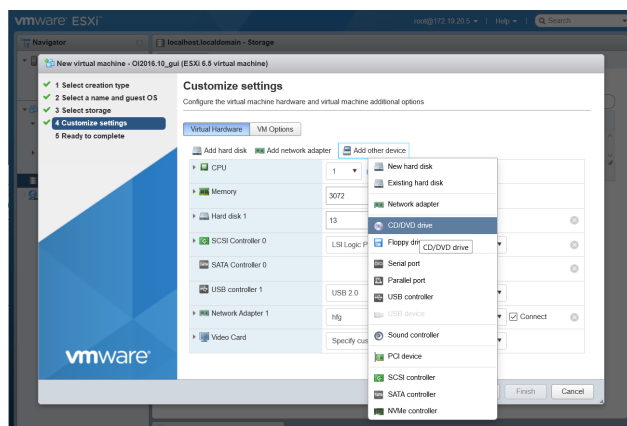 vmware ESXi™
root@172.19.20.5 ▾ | Help ▾ | Search
Navigator
localhost.localdomain - Storage
New virtual machine - OI2016.10_gui (ESXi 6.5 virtual machine)
1 Select creation type
2 Select a name and guest OS
3 Select storage
4 Customize settings
5 Ready to complete
vmware®
Customize settings
Configure the virtual machine hardware and virtual machine additional options
Virtual Hardware VM Options
Add hard disk Add network adapter Add other device
CPU 1
Memory 3072
Hard disk 1 13
SCSI Controller 0 LSI Logic P
SATA Controller 0
USB controller 1 USB 2.0
Network Adapter 1 hfg Connect
Video Card Specify cus
New hard disk
Existing hard disk
Network adapter
CD/DVD drive
Floppy dri
CD/DVD drive
Serial port
Parallel port
USB controller
USB device
Sound controller
PCI device
SCSI controller
SATA controller
NVMe controller
Finish Cancel